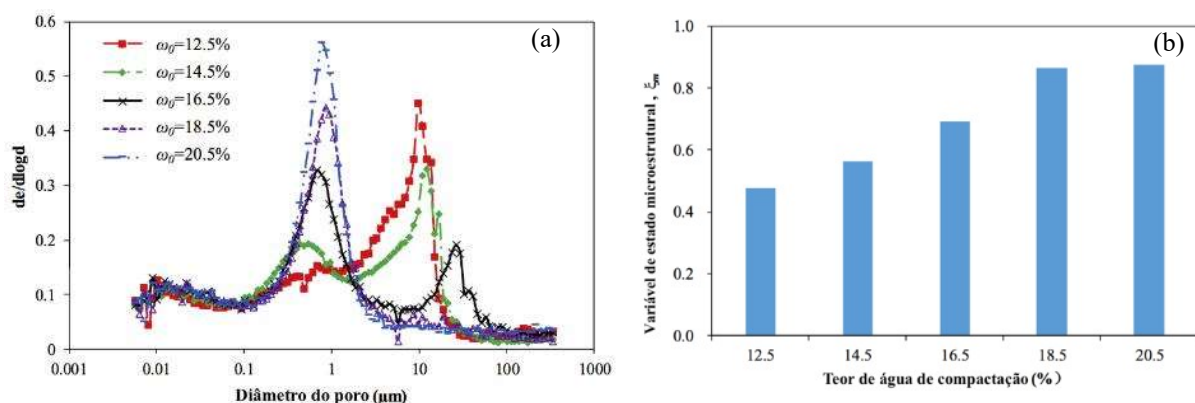 (a)
0.6
0.5
0.4
0.3
0.2
0.1
0
de/dlogd
ω0=12.5%
ω0=14.5%
ω0=16.5%
ω0=18.5%
ω0=20.5%
0.001 0.01 0.1 1 10 100 1000
Diâmetro do poro (µm)
(b)
1.0
0.8
0.6
0.4
0.2
0.0
Variável de estado microestrutural , ξm
12.5 14.5 16.5 18.5 20.5
Teor de água de compactação (%)